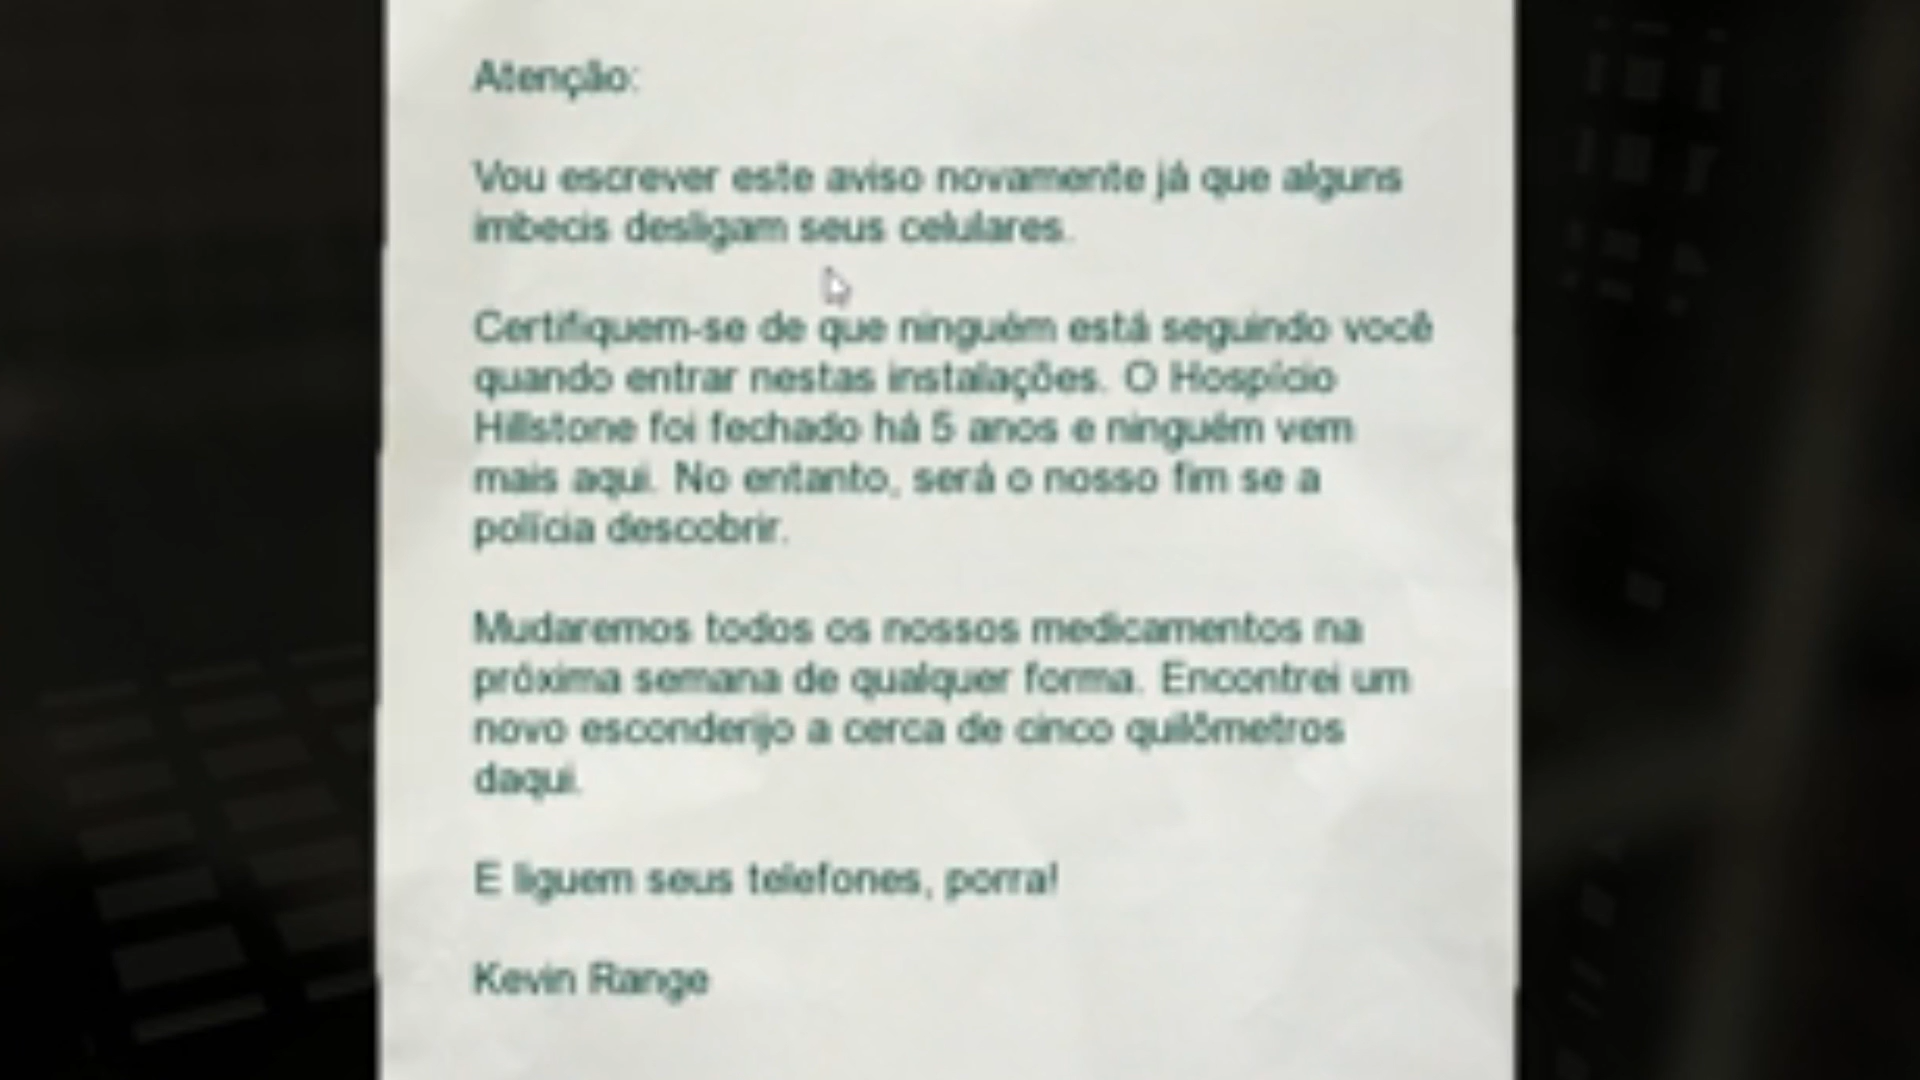 Atenção:
Vou escrever este aviso novamente já que alguns
imbecis desligam seus celulares.
Certifiquem-se de que ninguém está seguindo você
quando entrar nestas instalações. O Hospício
Hillstone foi fechado há 5 anos e ninguém vem
mais aqui. No entanto, será o nosso fim se a
polícia descobrir.
Mudaremos todos os nossos medicamentos na
próxima semana de qualquer forma. Encontrei um
novo esconderijo a cerca de cinco quilômetros
daqui.
E liguem seus telefones, porra!
Kevin Range